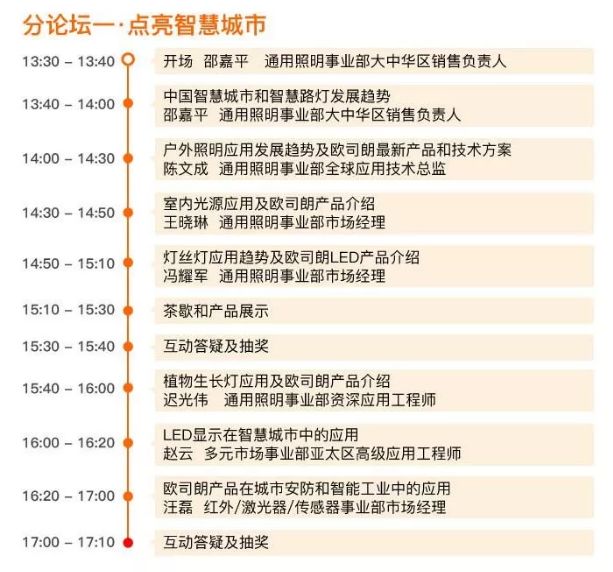 分论坛一·点亮智慧城市
13:30 – 13:40 开场 邵嘉平 通用照明事业部大中华区销售负责人
13:40 – 14:00 中国智慧城市和智慧路灯发展趋势
邵嘉平 通用照明事业部大中华区销售负责人
14:00 – 14:30 户外照明应用发展趋势及欧司朗最新产品和技术方案
陈文成 通用照明事业部全球应用技术总监
14:30 – 14:50 室内光源应用及欧司朗产品介绍
王晓琳 通用照明事业部市场经理
14:50 – 15:10 灯丝灯应用趋势及欧司朗LED产品介绍
冯耀军 通用照明事业部市场经理
15:10 – 15:30 茶歇和产品展示
15:30 – 15:40 互动答疑及抽奖
15:40 – 16:00 植物生长灯应用及欧司朗产品介绍
迟光伟 通用照明事业部资深应用工程师
16:00 – 16:20 LED显示在智慧城市中的应用
赵云 多元市场事业部亚太区高级应用工程师
16:20 – 17:00 欧司朗产品在城市安防和智能工业中的应用
汪磊 红外/激光器/传感器事业部市场经理
17:00 – 17:10 互动答疑及抽奖